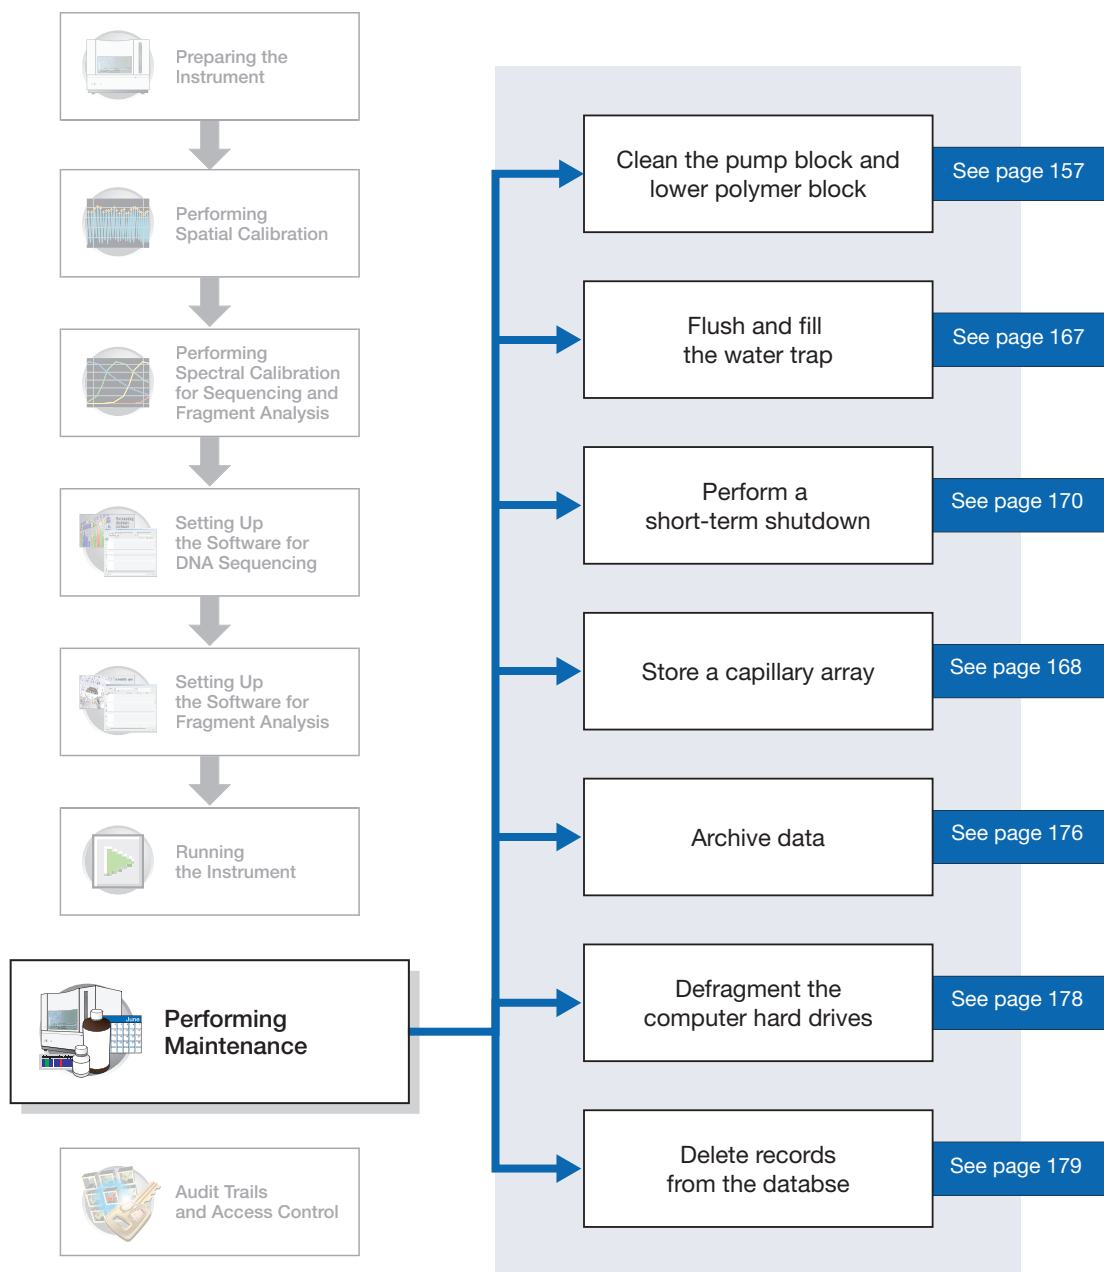 Preparing the
Instrument
Performing
Spatial Calibration
Performing
Spectral Calibration
for Sequencing and
Fragment Analysis
Setting Up
the Software for
DNA Sequencing
Setting Up
the Software for
Fragment Analysis
Running
the Instrument
June
Performing
Maintenance
Audit Trails
and Access Control
Clean the pump block and
lower polymer block
See page 157
Flush and fill
the water trap
See page 167
Perform a
short-term shutdown
See page 170
Store a capillary array
See page 168
Archive data
See page 176
Defragment the
computer hard drives
See page 178
Delete records
from the databse
See page 179